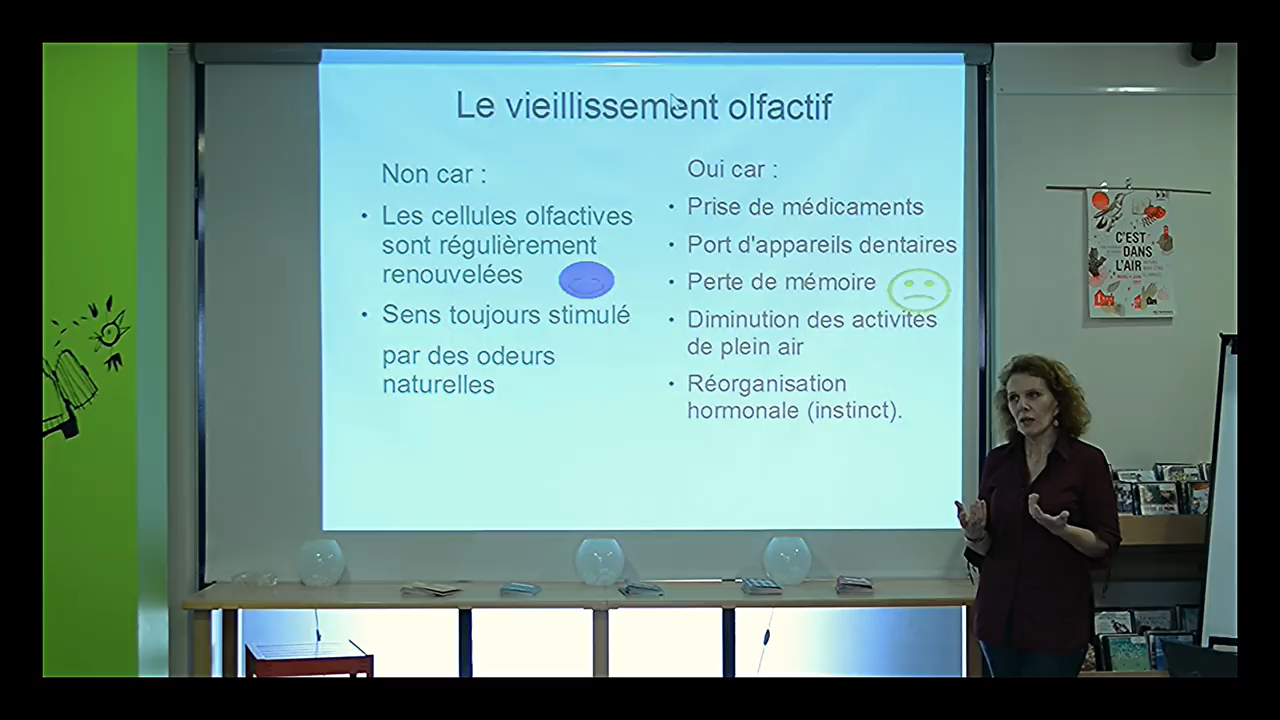 Le vieillissement olfactif
Non car :
• Les cellules olfactives
sont régulièrement
renouvelées
• Sens toujours stimulé
par des odeurs
naturelles
Oui car :
• Prise de médicaments
• Port d'appareils dentaires
• Perte de mémoire
• Diminution des activités
de plein air
• Réorganisation
hormonale (instinct).
C'EST
DANS
L'AIR